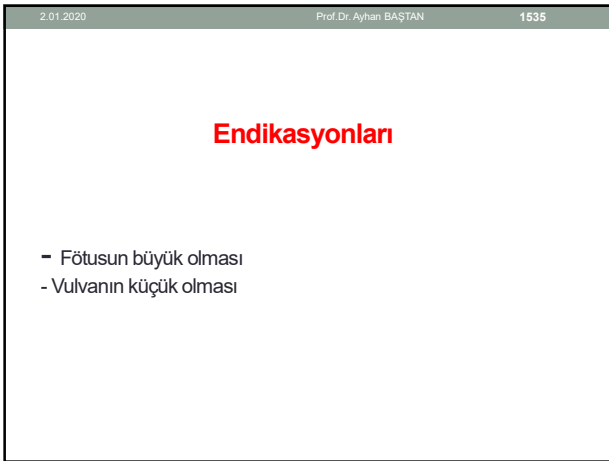 2.01.2020 Prof.Dr. Ayhan BAŞTAN 1535
Endikasyonları
- Fötusun büyük olması
- Vulvanın küçük olması